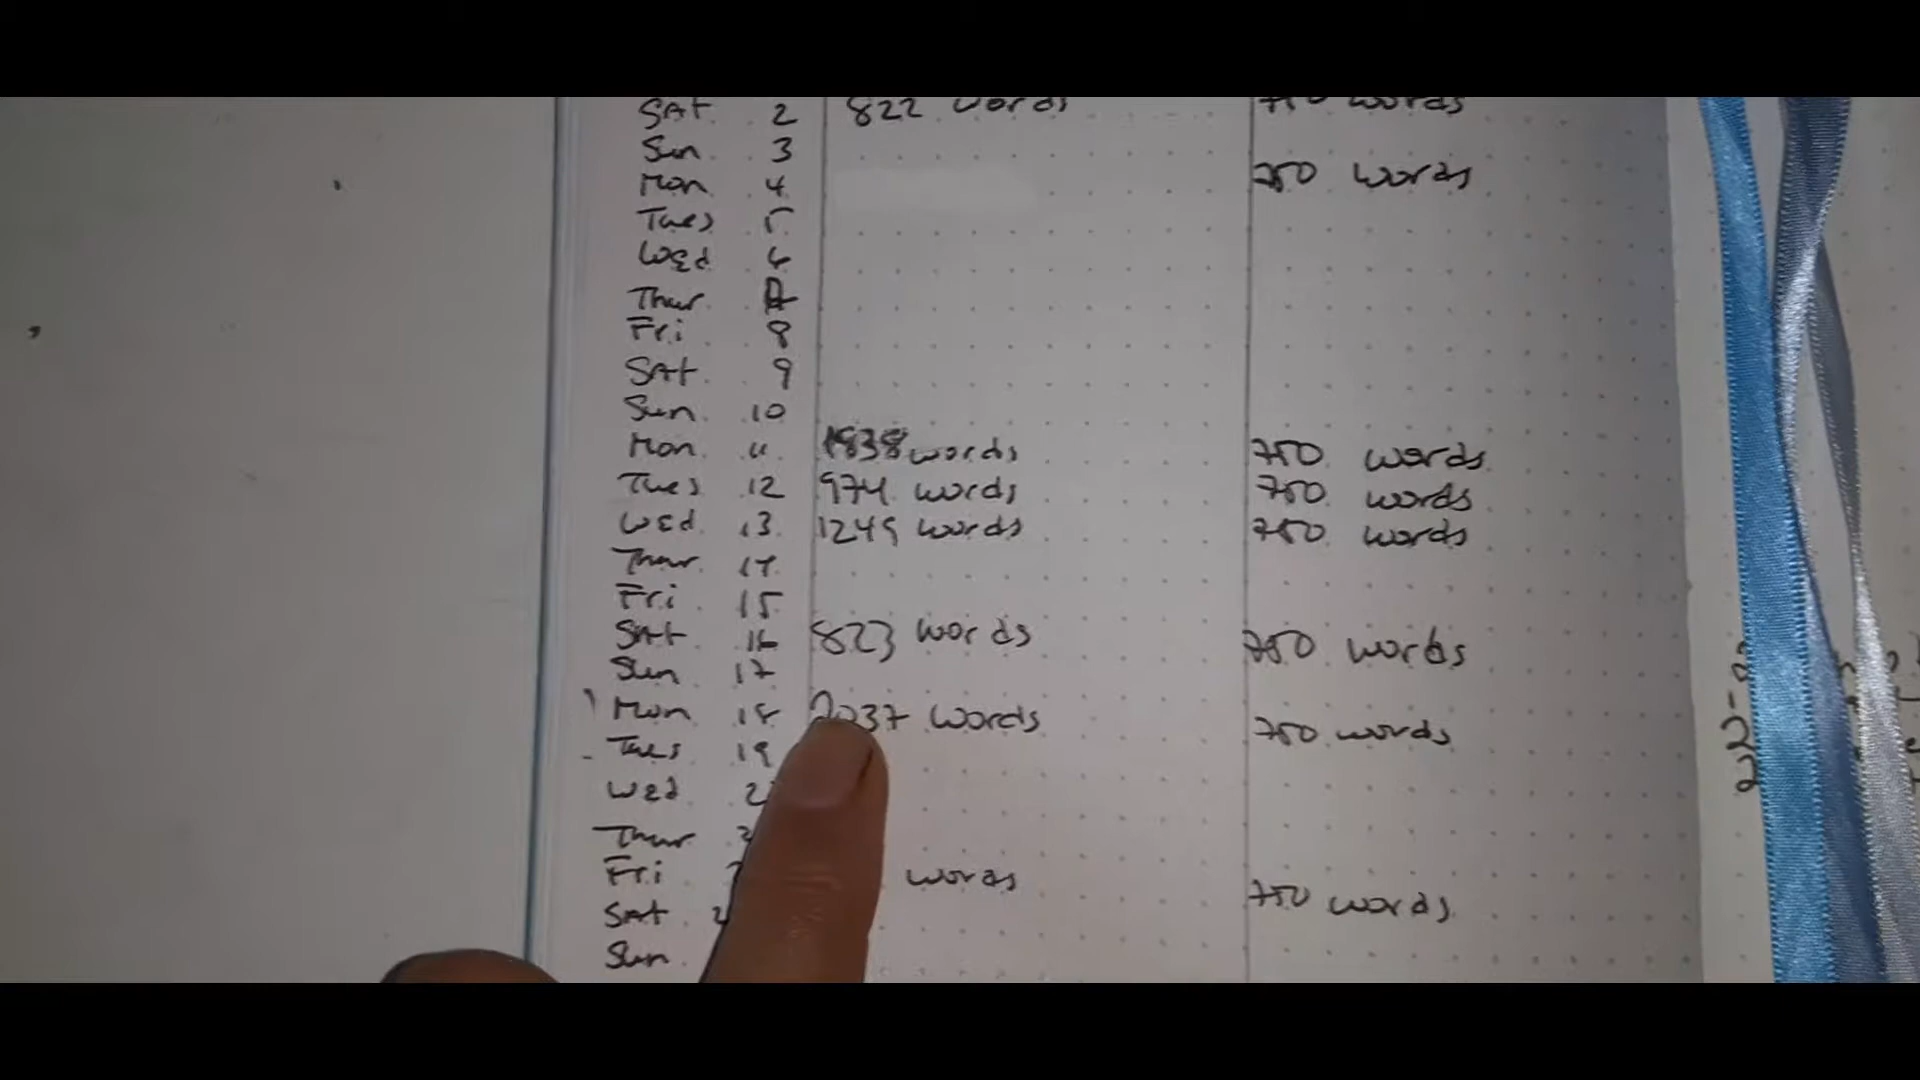 SAt. 2 822 words words
Sun. 3
Mon. 4 750 words
Tues 5
Wed. 6
Thur. 7
Fri. 8
SAt. 9
Sun. 10
Mon. 11. 1838 words 750 words
Tues 12 974 words 750 words
Wed. 13. 1249 words 750 words
Thur. 14
Fri. 15
SAt. 16 823 words 750 words
Sun 17
Mon 18 2037 words 750 words
Tues 19
Wed
Thur
Fri words 750 words
SAt
Sun.